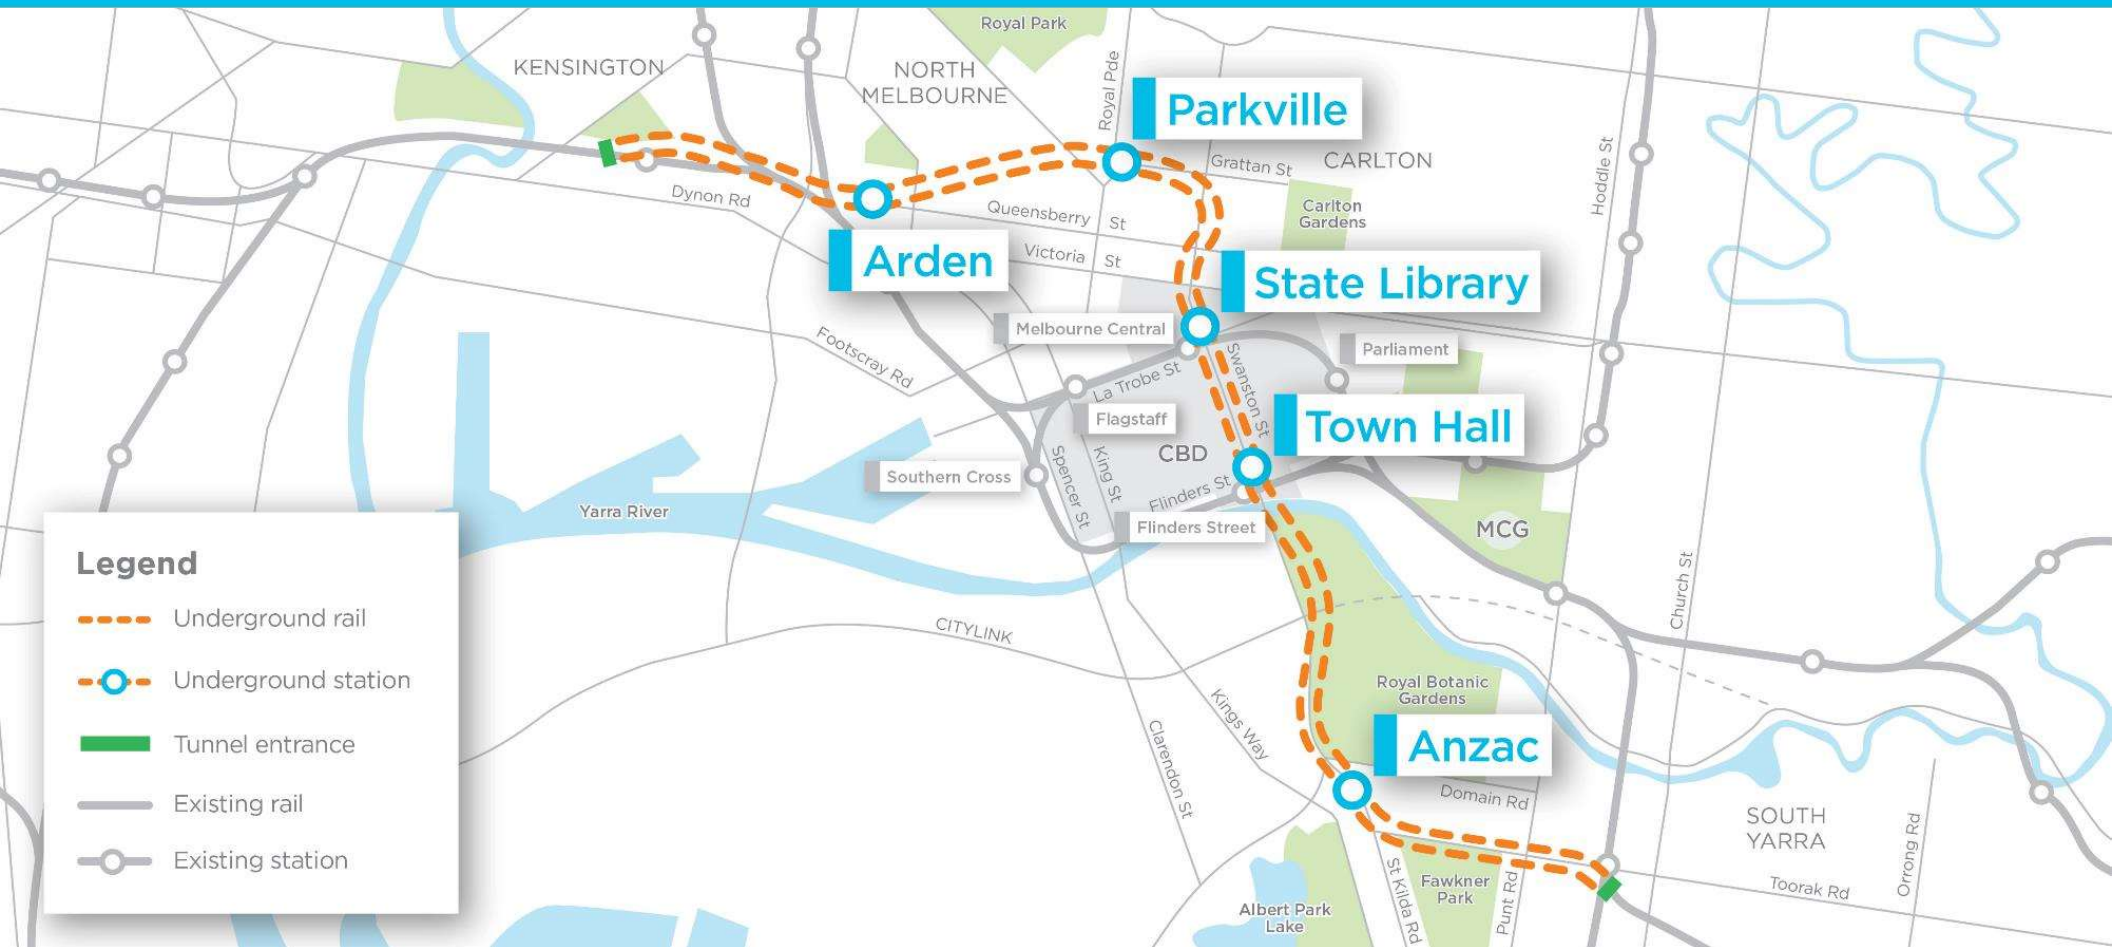 Royal Park
KENSINGTON
NORTH
MELBOURNE
Royal Pde
Parkville
Grattan St
CARLTON
Hoddle St
Dynon Rd
Queensberry St
Carlton
Gardens
Victoria St
Arden
State Library
Melbourne Central
Parliament
Footscray Rd
La Trobe St
Swanston St
Flagstaff
Town Hall
CBD
Southern Cross
Spencer St
King St
Flinders St
Yarra River
Flinders Street
MCG
Church St
CITYLINK
Royal Botanic
Gardens
Kings Way
Anzac
Clarendon St
Domain Rd
SOUTH
YARRA
Orrong Rd
Toorak Rd
St Kilda Rd
Fawkner
Park
Punt Rd
Albert Park
Lake
Legend
Underground rail
Underground station
Tunnel entrance
Existing rail
Existing station